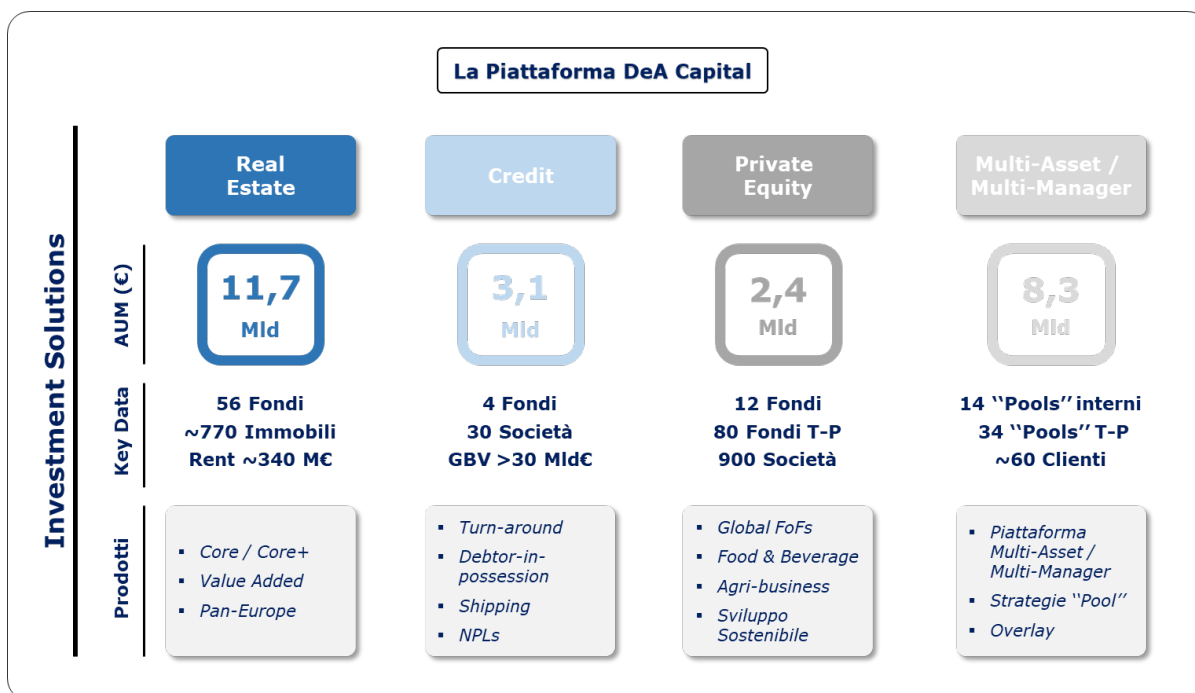 La Piattaforma DeA Capital
Investment Solutions
Real
Estate
Credit
Private
Equity
Multi-Asset /
Multi-Manager
AUM (€)
11,7
Mld
3,1
Mld
2,4
Mld
8,3
Mld
Key Data
56 Fondi
~770 Immobili
Rent ~340 M€
4 Fondi
30 Società
GBV >30 Mld€
12 Fondi
80 Fondi T-P
900 Società
14 ‘‘Pools’’ interni
34 ‘‘Pools’’ T-P
~60 Clienti
Prodotti
▪ Core / Core+
▪ Value Added
▪ Pan-Europe
▪ Turn-around
▪ Debtor-in-
possession
▪ Shipping
▪ NPLs
▪ Global FoFs
▪ Food & Beverage
▪ Agri-business
▪ Sviluppo
Sostenibile
▪ Piattaforma
Multi-Asset /
Multi-Manager
▪ Strategie ‘‘Pool’’
▪ Overlay